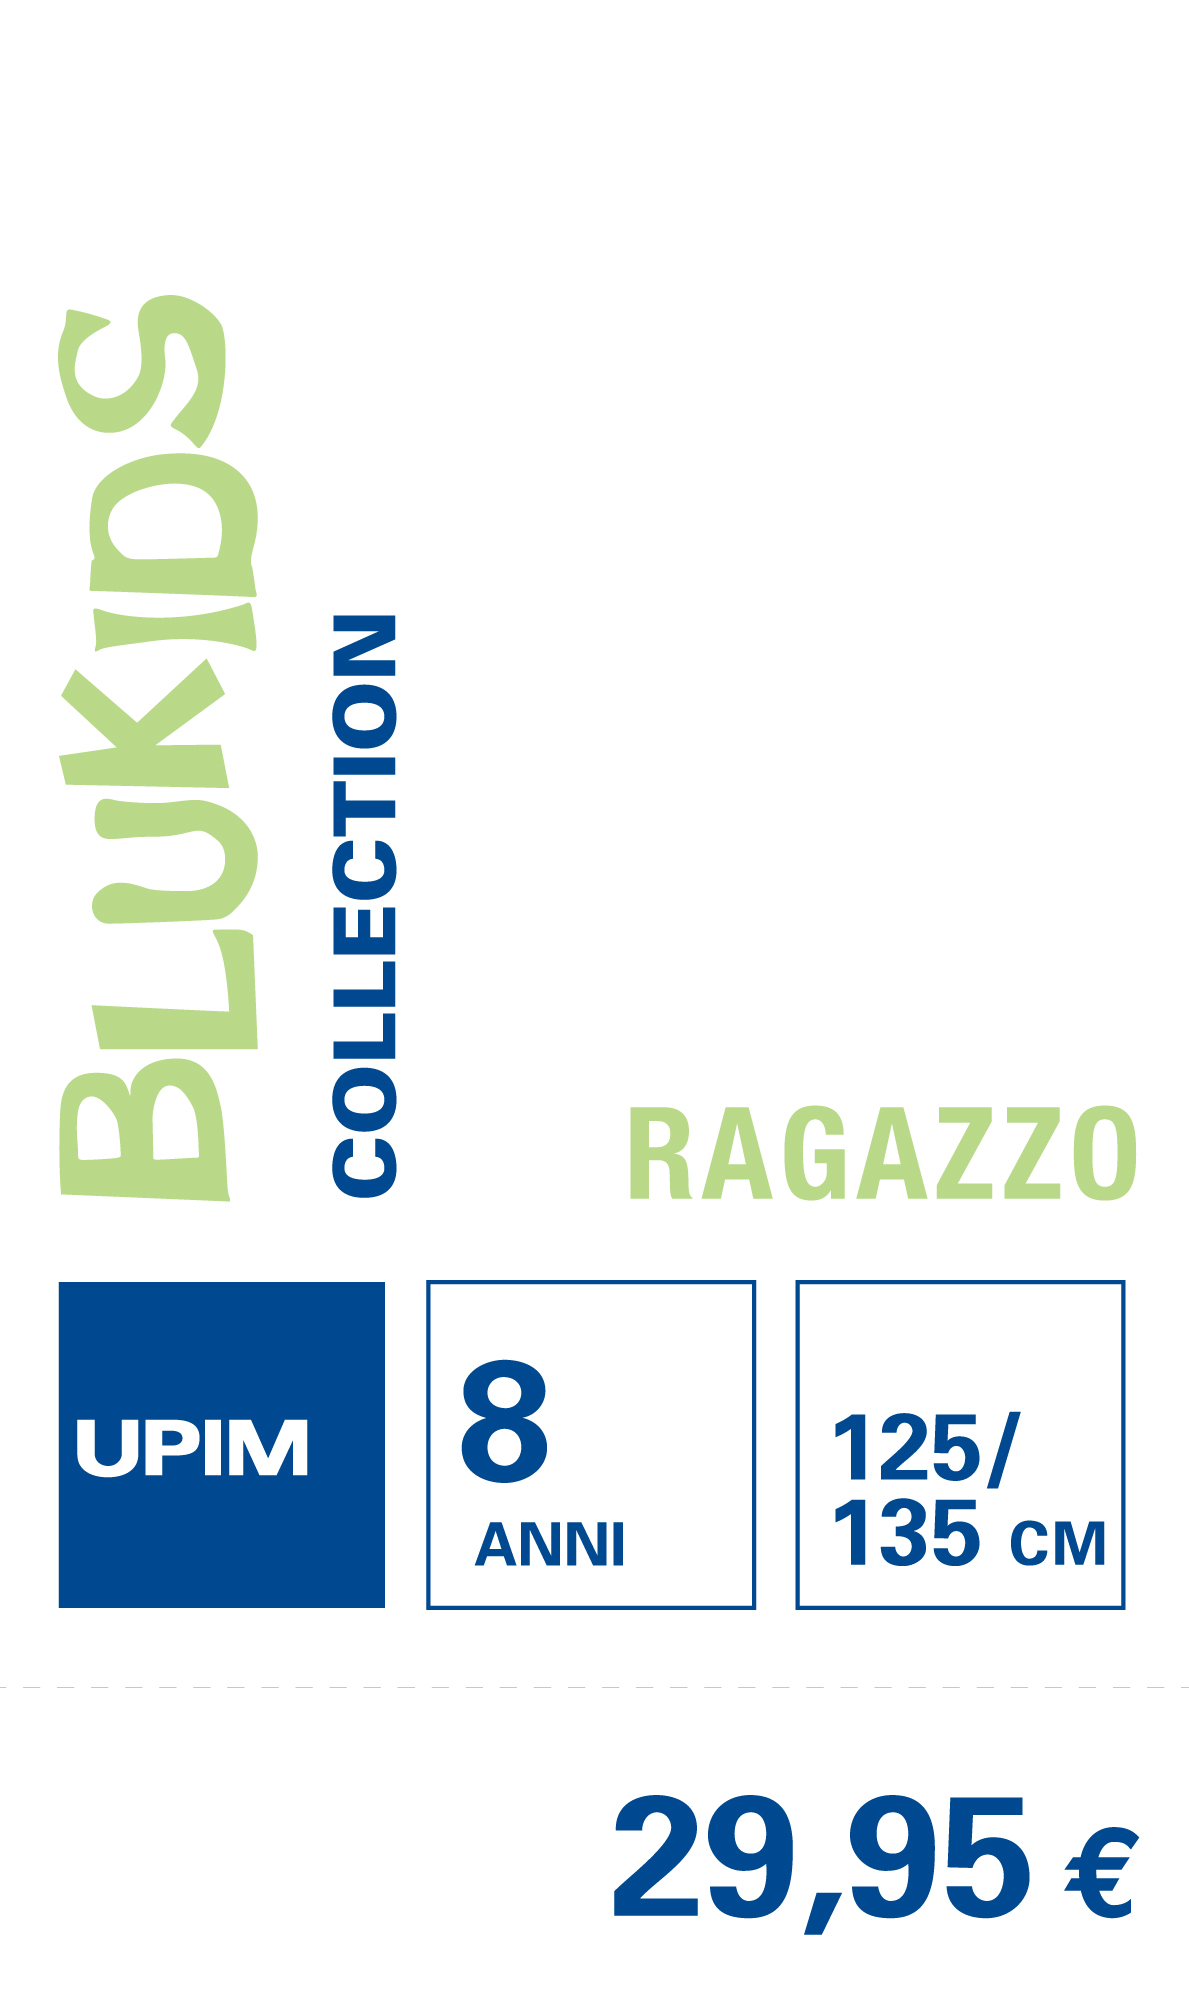 BLUKIDS
COLLECTION
RAGAZZO
UPIM
8
ANNI
125/
135 CM
29,95 €